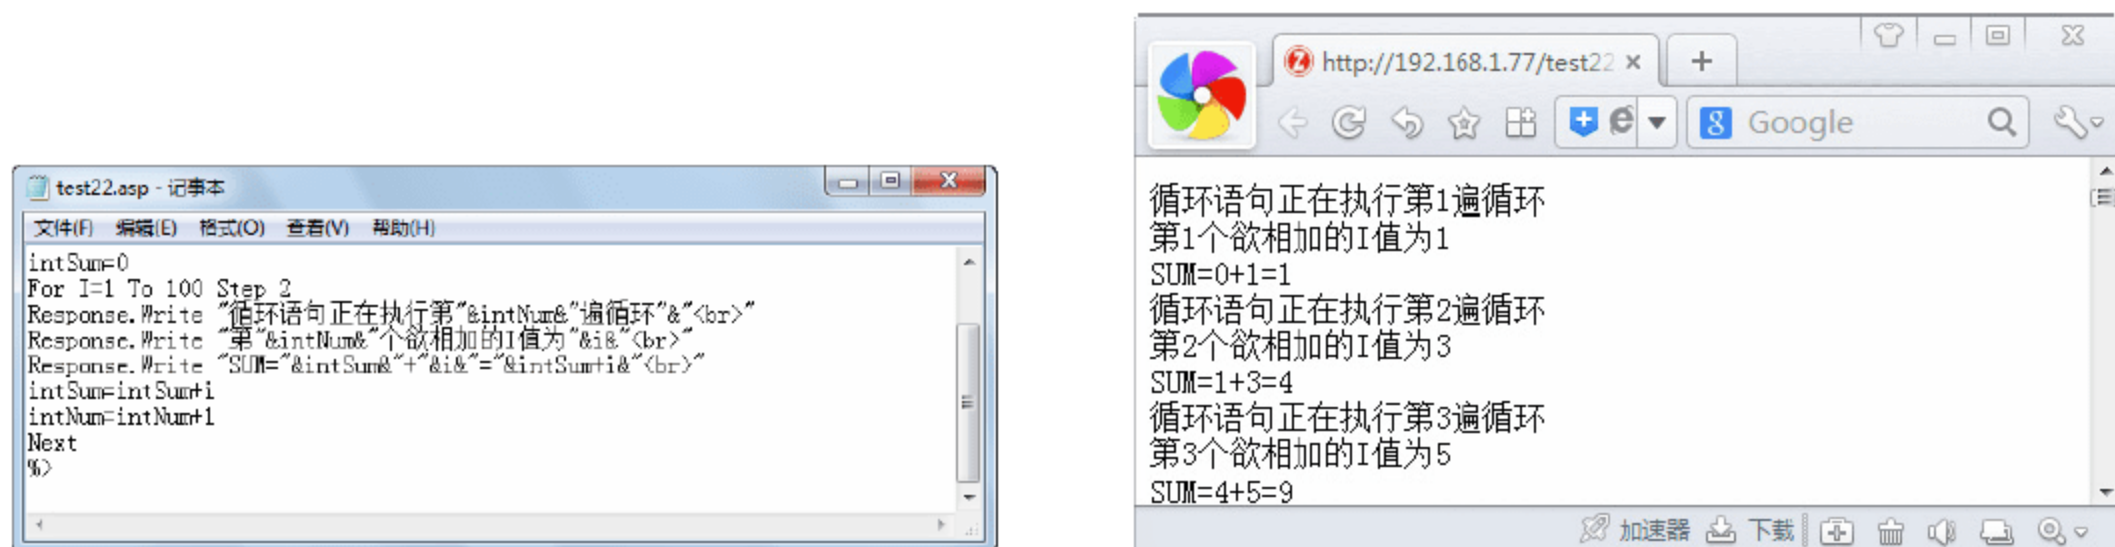 test22.asp - 记事本
文件(F) 编辑(E) 格式(O) 查看(V) 帮助(H)
intSum=0
For I=1 To 100 Step 2
Response.Write "循环语句正在执行第"&intNum&"遍循环"&"<br>"
Response.Write "第"&intNum&"个欲相加的I值为"&i&"<br>"
Response.Write "SUM="&intSum&"+"&i&"="&intSum+i&"<br>"
intSum=intSum+i
intNum=intNum+1
Next
%>
http://192.168.1.77/test22
Google
循环语句正在执行第1遍循环
第1个欲相加的I值为1
SUM=0+1=1
循环语句正在执行第2遍循环
第2个欲相加的I值为3
SUM=1+3=4
循环语句正在执行第3遍循环
第3个欲相加的I值为5
SUM=4+5=9
加速器 下载